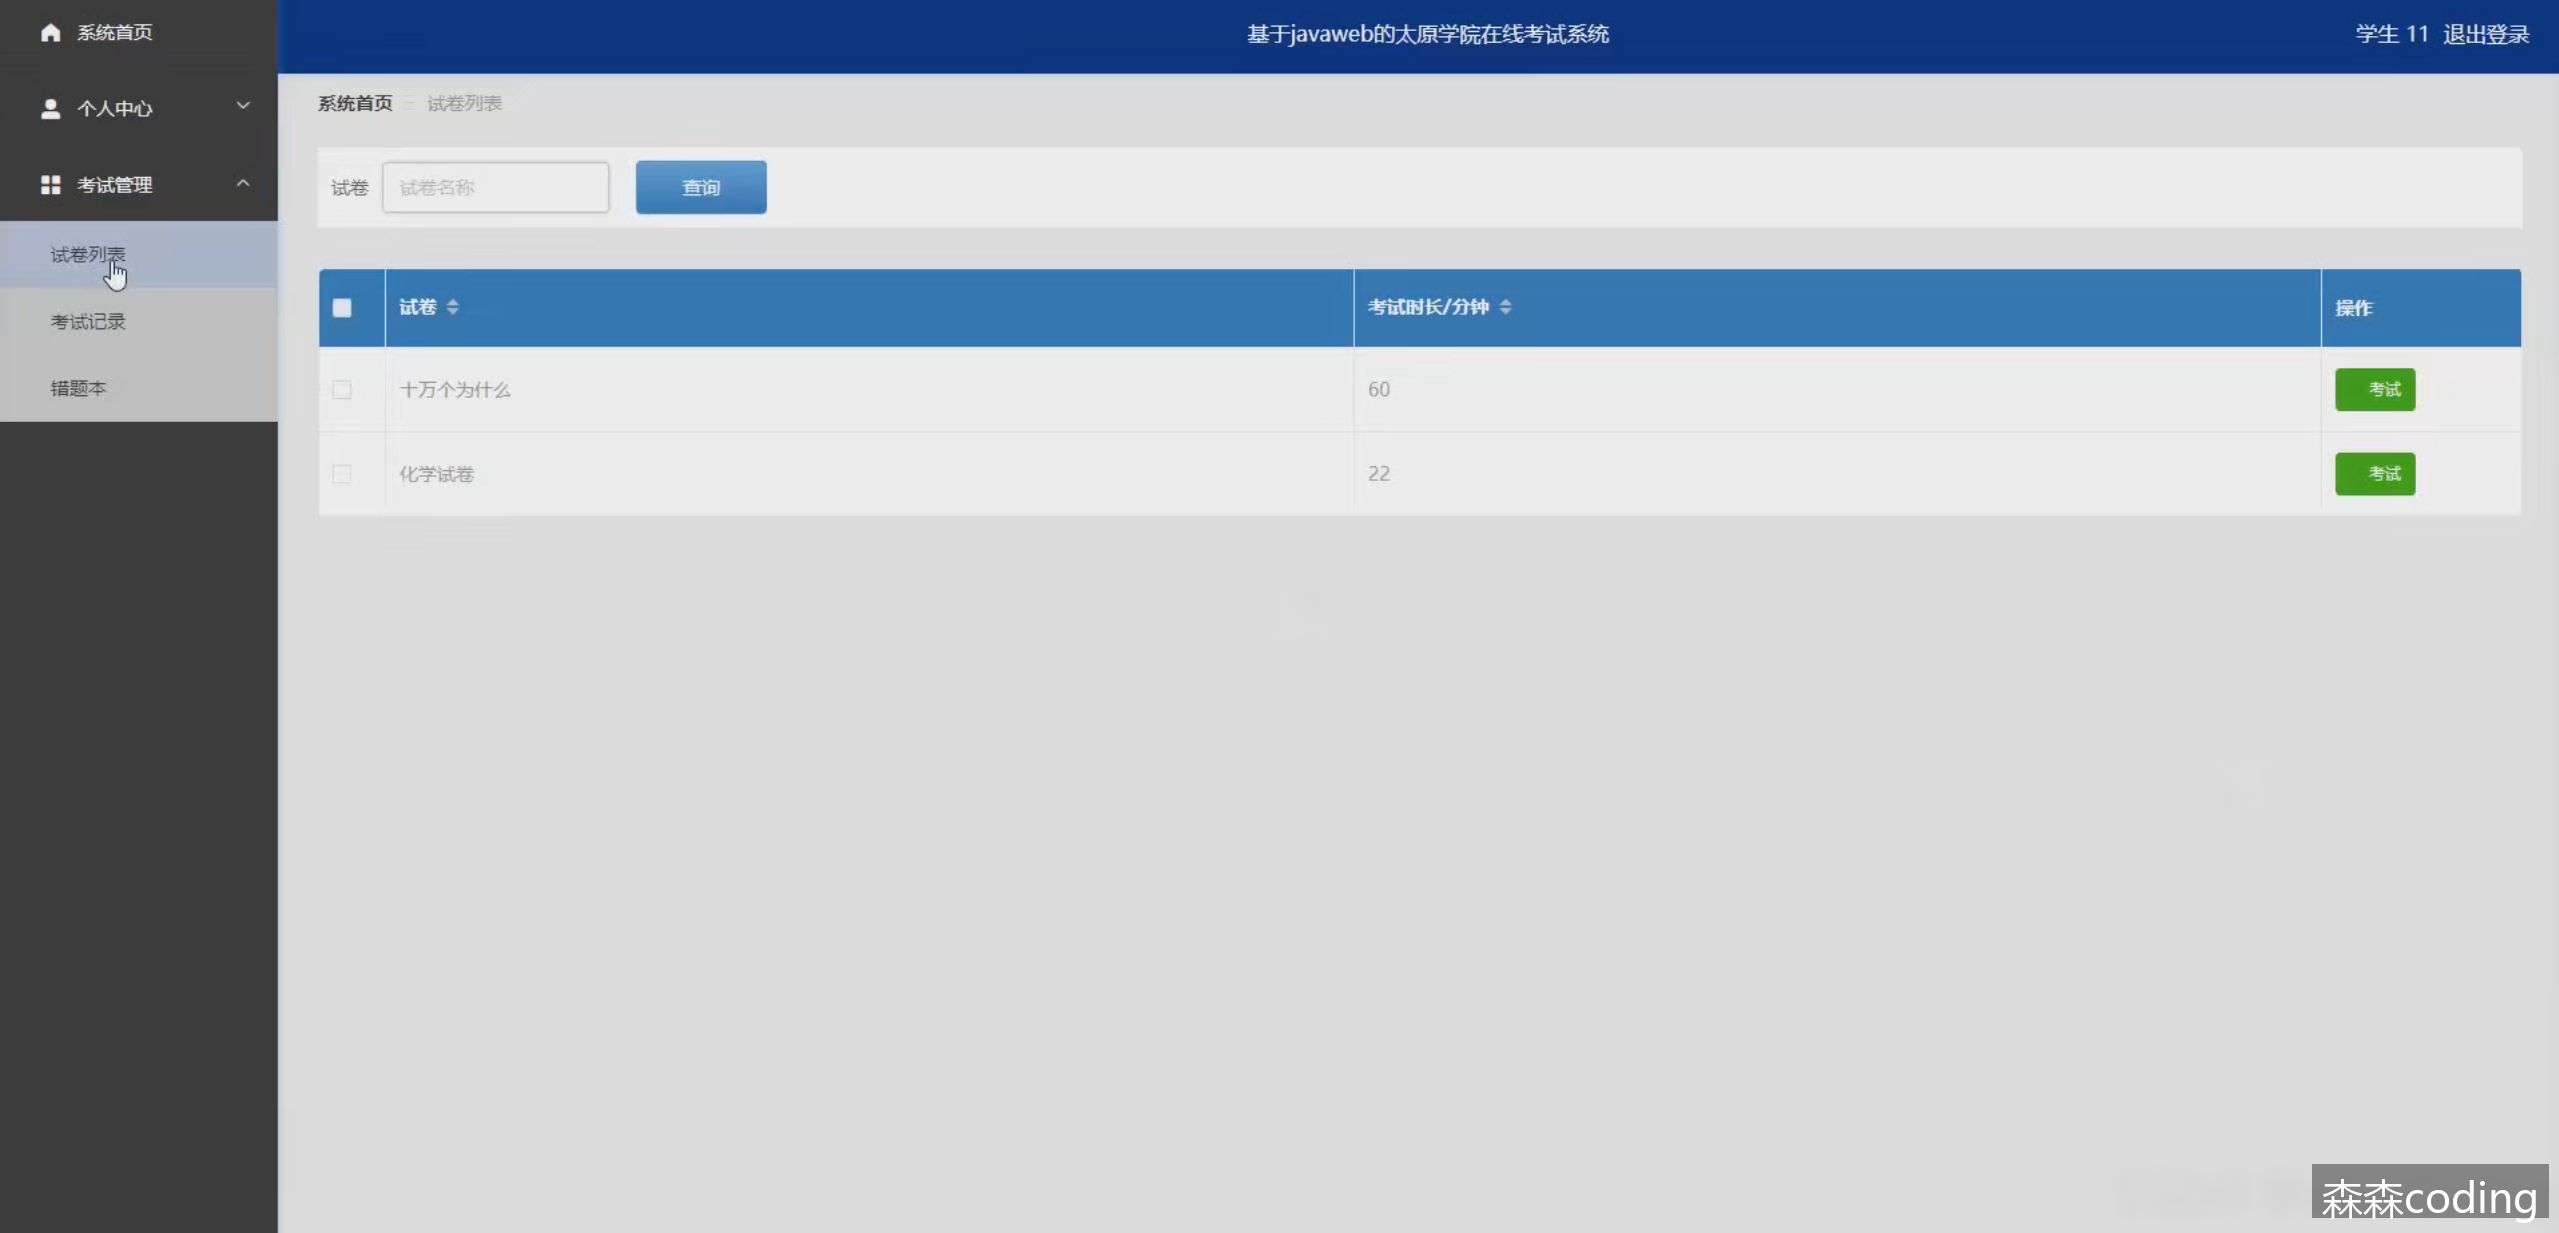 系统首页
个人中心
考试管理
试卷列表
考试记录
错题本
基于javaweb的太原学院在线考试系统
学生 11 退出登录
系统首页 试卷列表
试卷 试卷名称 查询
试卷 考试时长/分钟 操作
十万个为什么 60 考试
化学试卷 22 考试
森森coding